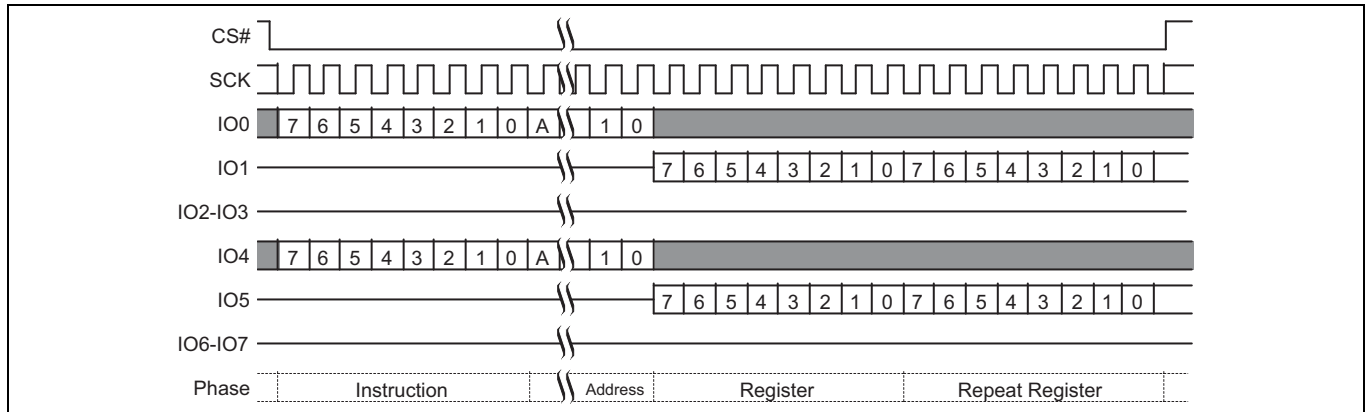 CS#
SCK
IO0 7 6 5 4 3 2 1 0 A 1 0
IO1 7 6 5 4 3 2 1 0 7 6 5 4 3 2 1 0
IO2-IO3
IO4 7 6 5 4 3 2 1 0 A 1 0
IO5 7 6 5 4 3 2 1 0 7 6 5 4 3 2 1 0
IO6-IO7
Phase Instruction Address Register Repeat Register